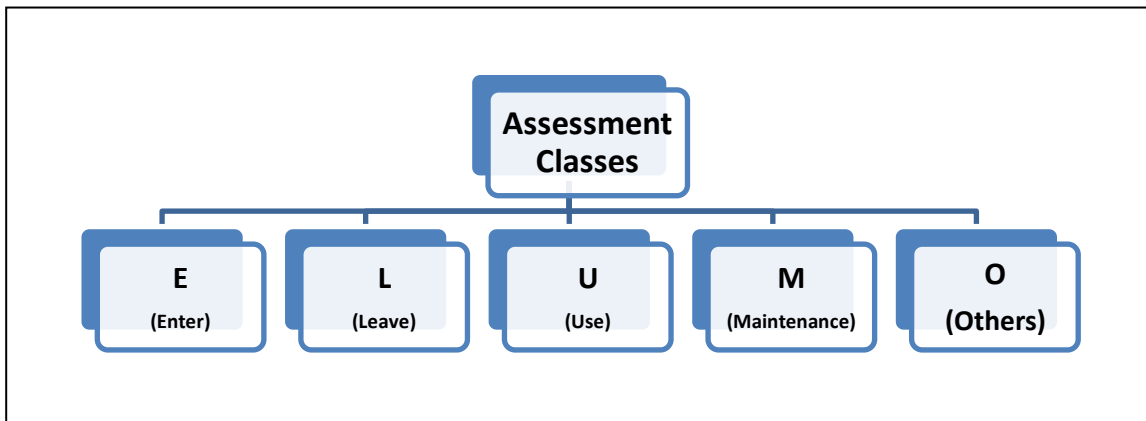 Assessment
Classes
E
(Enter)
L
(Leave)
U
(Use)
M
(Maintenance)
O
(Others)